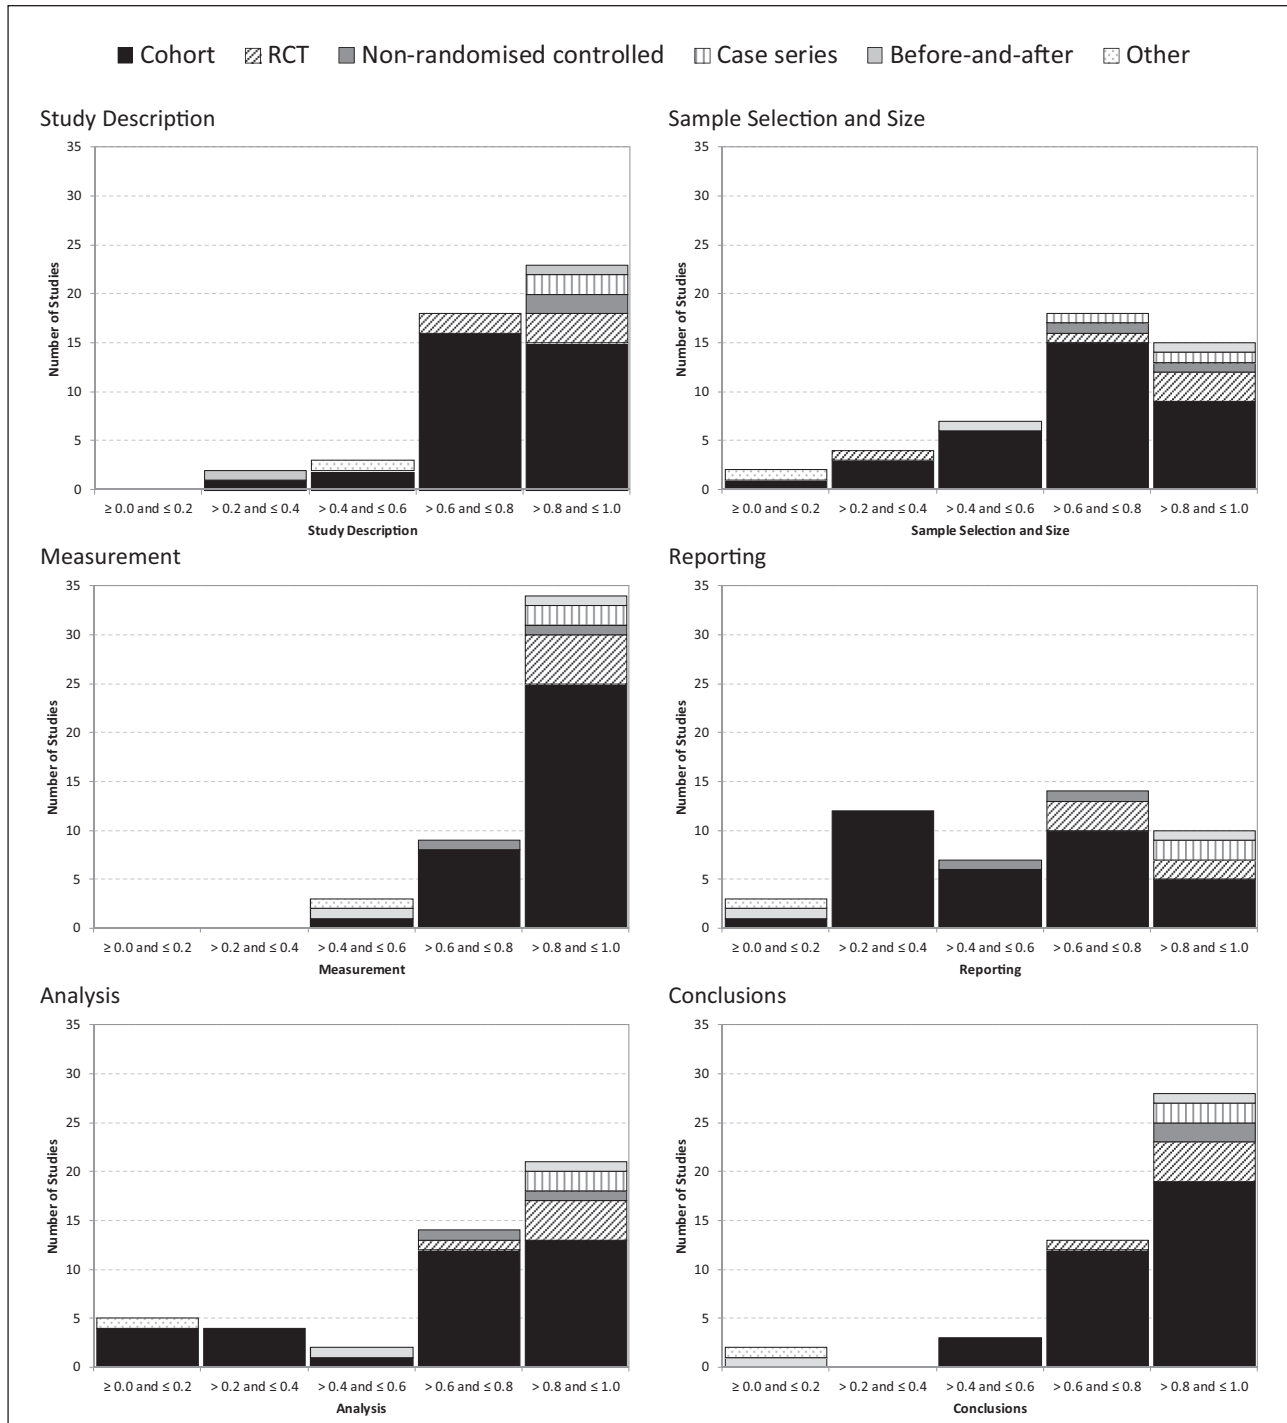 Cohort RCT Non-randomised controlled Case series Before-and-after Other
Study Description
35
30
25
20
15
10
5
0
Number of Studies
≥ 0.0 and ≤ 0.2 > 0.2 and ≤ 0.4 > 0.4 and ≤ 0.6 > 0.6 and ≤ 0.8 > 0.8 and ≤ 1.0
Study Description
Sample Selection and Size
35
30
25
20
15
10
5
0
Number of Studies
≥ 0.0 and ≤ 0.2 > 0.2 and ≤ 0.4 > 0.4 and ≤ 0.6 > 0.6 and ≤ 0.8 > 0.8 and ≤ 1.0
Sample Selection and Size
Measurement
35
30
25
20
15
10
5
0
Number of Studies
≥ 0.0 and ≤ 0.2 > 0.2 and ≤ 0.4 > 0.4 and ≤ 0.6 > 0.6 and ≤ 0.8 > 0.8 and ≤ 1.0
Measurement
Reporting
35
30
25
20
15
10
5
0
Number of Studies
≥ 0.0 and ≤ 0.2 > 0.2 and ≤ 0.4 > 0.4 and ≤ 0.6 > 0.6 and ≤ 0.8 > 0.8 and ≤ 1.0
Reporting
Analysis
35
30
25
20
15
10
5
0
Number of Studies
≥ 0.0 and ≤ 0.2 > 0.2 and ≤ 0.4 > 0.4 and ≤ 0.6 > 0.6 and ≤ 0.8 > 0.8 and ≤ 1.0
Analysis
Conclusions
35
30
25
20
15
10
5
0
Number of Studies
≥ 0.0 and ≤ 0.2 > 0.2 and ≤ 0.4 > 0.4 and ≤ 0.6 > 0.6 and ≤ 0.8 > 0.8 and ≤ 1.0
Conclusions